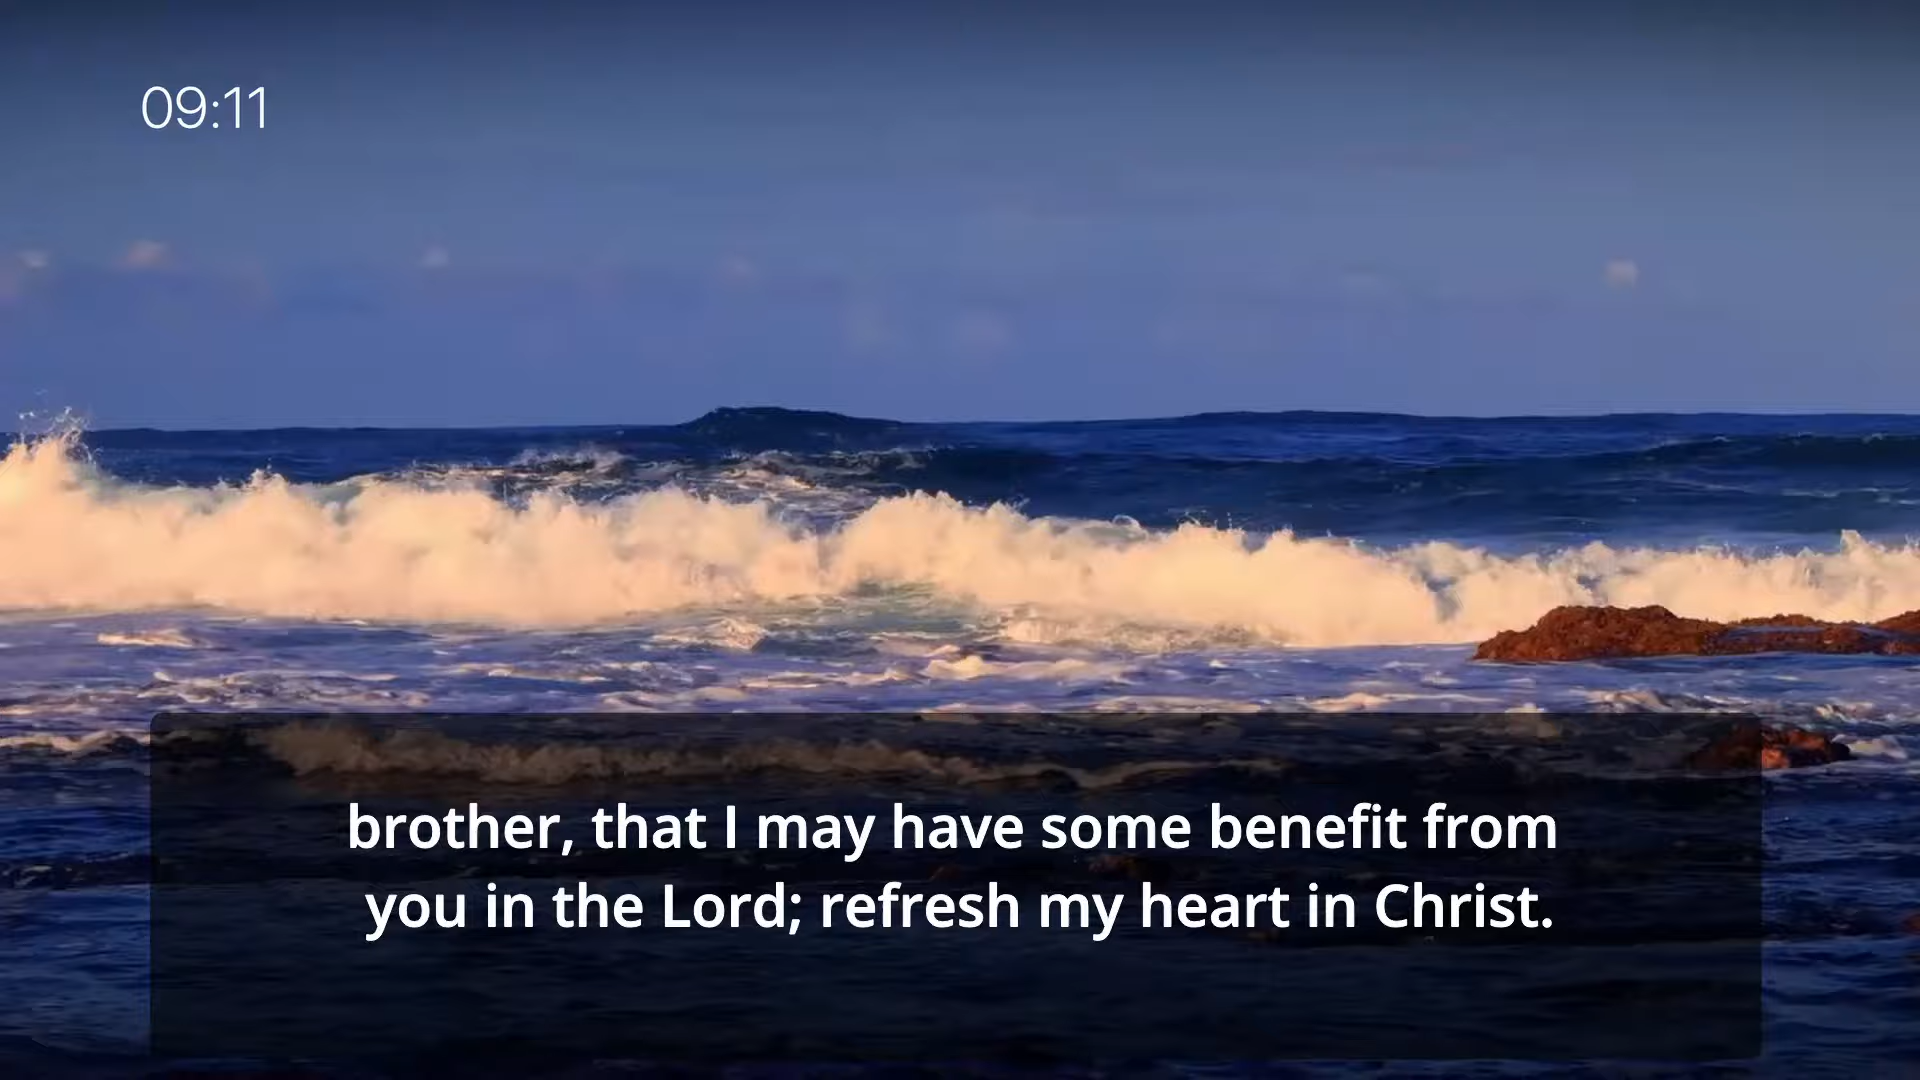 09:11
brother, that I may have some benefit from
you in the Lord; refresh my heart in Christ.